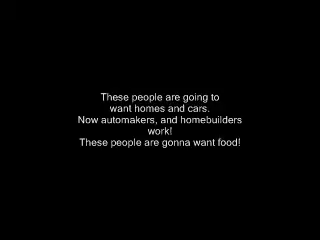 These people are going to
want homes and cars.
Now automakers, and homebuilders
work!
These people are gonna want food!